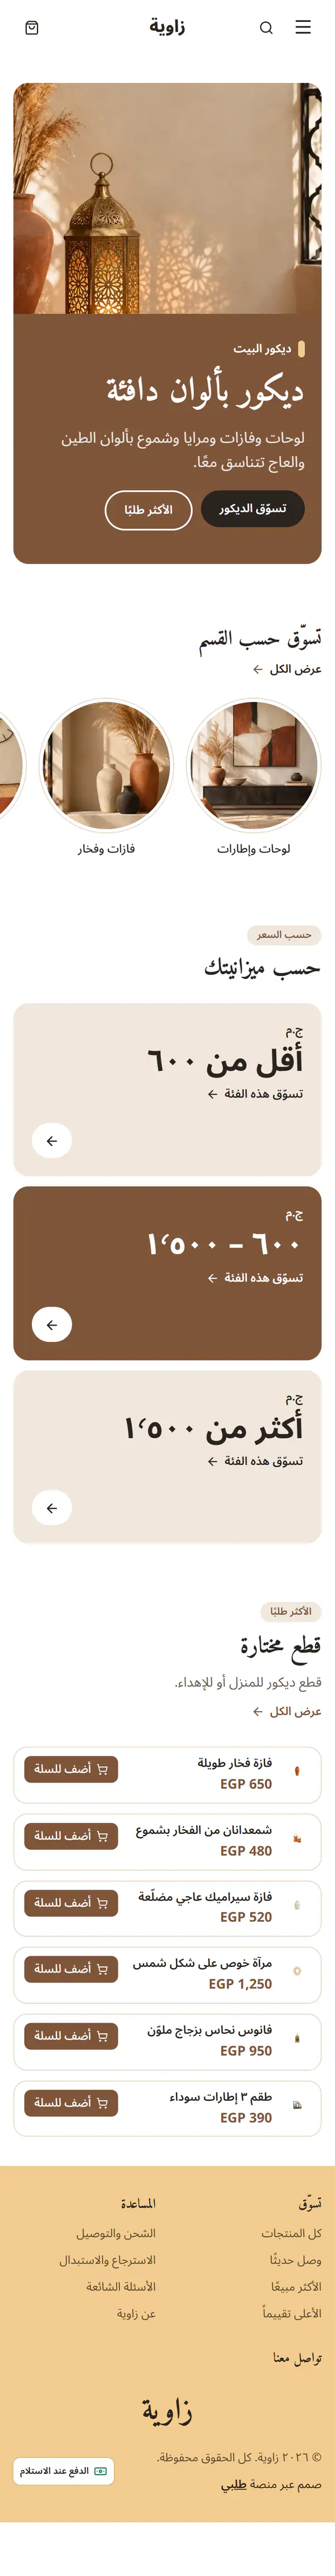 زاوية
ديكور البيت
ديكور بألوان دافئة
لوحات وفازات ومرايا وشموع بألوان الطين
والعاج تتناسق معًا.
تسوّق الديكور
الأكثر طلبًا
تسوّق حسب القسم
عرض الكل ←
لوحات وإطارات
فازات وفخار
حسب السعر
حسب ميزانيتك
ج.م
أقل من ٦٠٠
تسوّق هذه الفئة ←
ج.م
٦٠٠ – ١٬٥٠٠
تسوّق هذه الفئة ←
ج.م
أكثر من ١٬٥٠٠
تسوّق هذه الفئة ←
الأكثر طلبًا
قطع مختارة
قطع ديكور للمنزل أو للإهداء.
عرض الكل ←
فازة فخار طويلة
EGP 650
أضف للسلة
شمعدانان من الفخار بشموع
EGP 480
أضف للسلة
فازة سيراميك عاجي مضلّعة
EGP 520
أضف للسلة
مرآة خوص على شكل شمس
EGP 1,250
أضف للسلة
فانوس نحاس بزجاج ملوّن
EGP 950
أضف للسلة
طقم ٣ إطارات سوداء
EGP 390
أضف للسلة
تسوّق
كل المنتجات
وصل حديثًا
الأكثر مبيعًا
الأعلى تقييماً
المساعدة
الشحن والتوصيل
الاسترجاع والاستبدال
الأسئلة الشائعة
عن زاوية
تواصل معنا
زاوية
© ٢٠٢٦ زاوية. كل الحقوق محفوظة.
الدفع عند الاستلام
صمم عبر منصة طلبي